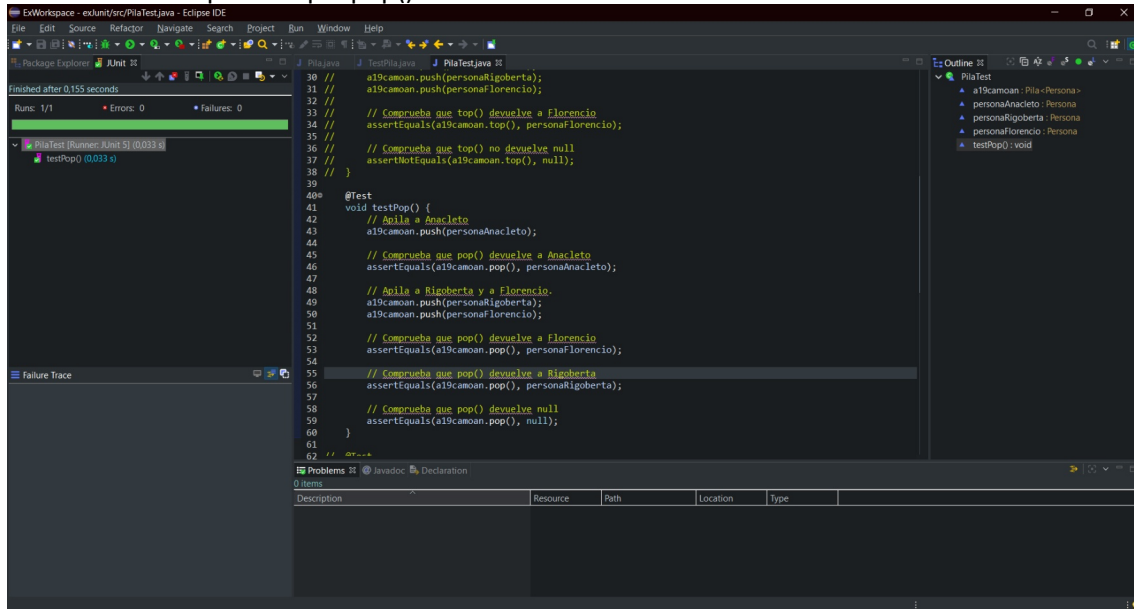 pop()
ExWorkspace - exJunit/src/PilaTest.java - Eclipse IDE
File Edit Source Refactor Navigate Search Project Run Window Help
Package Explorer JUnit
Finished after 0,155 seconds
Runs: 1/1 Errors: 0 Failures: 0
PilaTest [Runner: JUnit 5] (0,033 s)
testPop() (0,033 s)
Failure Trace
Pila.java TestPila.java PilaTest.java
30 // a19camoan.push(personaRigoberta);
31 // a19camoan.push(personaFlorencio);
32 //
33 // // Comprueba que top() devuelve a Florencio
34 // assertEquals(a19camoan.top(), personaFlorencio);
35 //
36 // // Comprueba que top() no devuelve null
37 // assertNotEquals(a19camoan.top(), null);
38 // }
39
40 @Test
41 void testPop() {
42 // Apila a Anacleto
43 a19camoan.push(personaAnacleto);
44
45 // Comprueba que pop() devuelve a Anacleto
46 assertEquals(a19camoan.pop(), personaAnacleto);
47
48 // Apila a Rigoberta y a Florencio.
49 a19camoan.push(personaRigoberta);
50 a19camoan.push(personaFlorencio);
51
52 // Comprueba que pop() devuelve a Florencio
53 assertEquals(a19camoan.pop(), personaFlorencio);
54
55 // Comprueba que pop() devuelve a Rigoberta
56 assertEquals(a19camoan.pop(), personaRigoberta);
57
58 // Comprueba que pop() devuelve null
59 assertEquals(a19camoan.pop(), null);
60 }
61
62 // @Test
Outline
PilaTest
a19camoan : Pila<Persona>
personaAnacleto : Persona
personaRigoberta : Persona
personaFlorencio : Persona
testPop() : void
Problems Javadoc Declaration
0 items
Description Resource Path Location Type